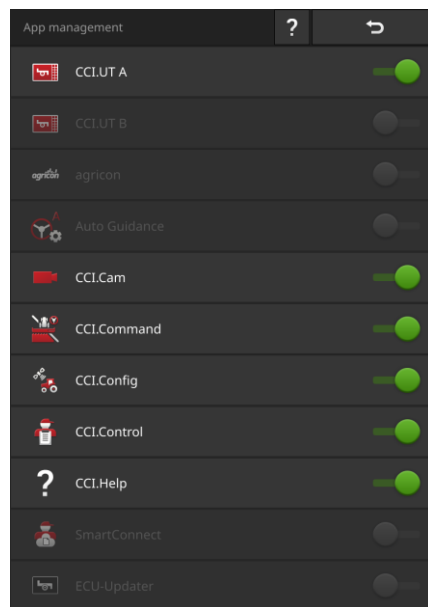 App management ?
CCI.UT A
CCI.UT B
agricon agricon
Auto Guidance
CCI.Cam
CCI.Command
CCI.Config
CCI.Control
? CCI.Help
SmartConnect
ECU-Updater